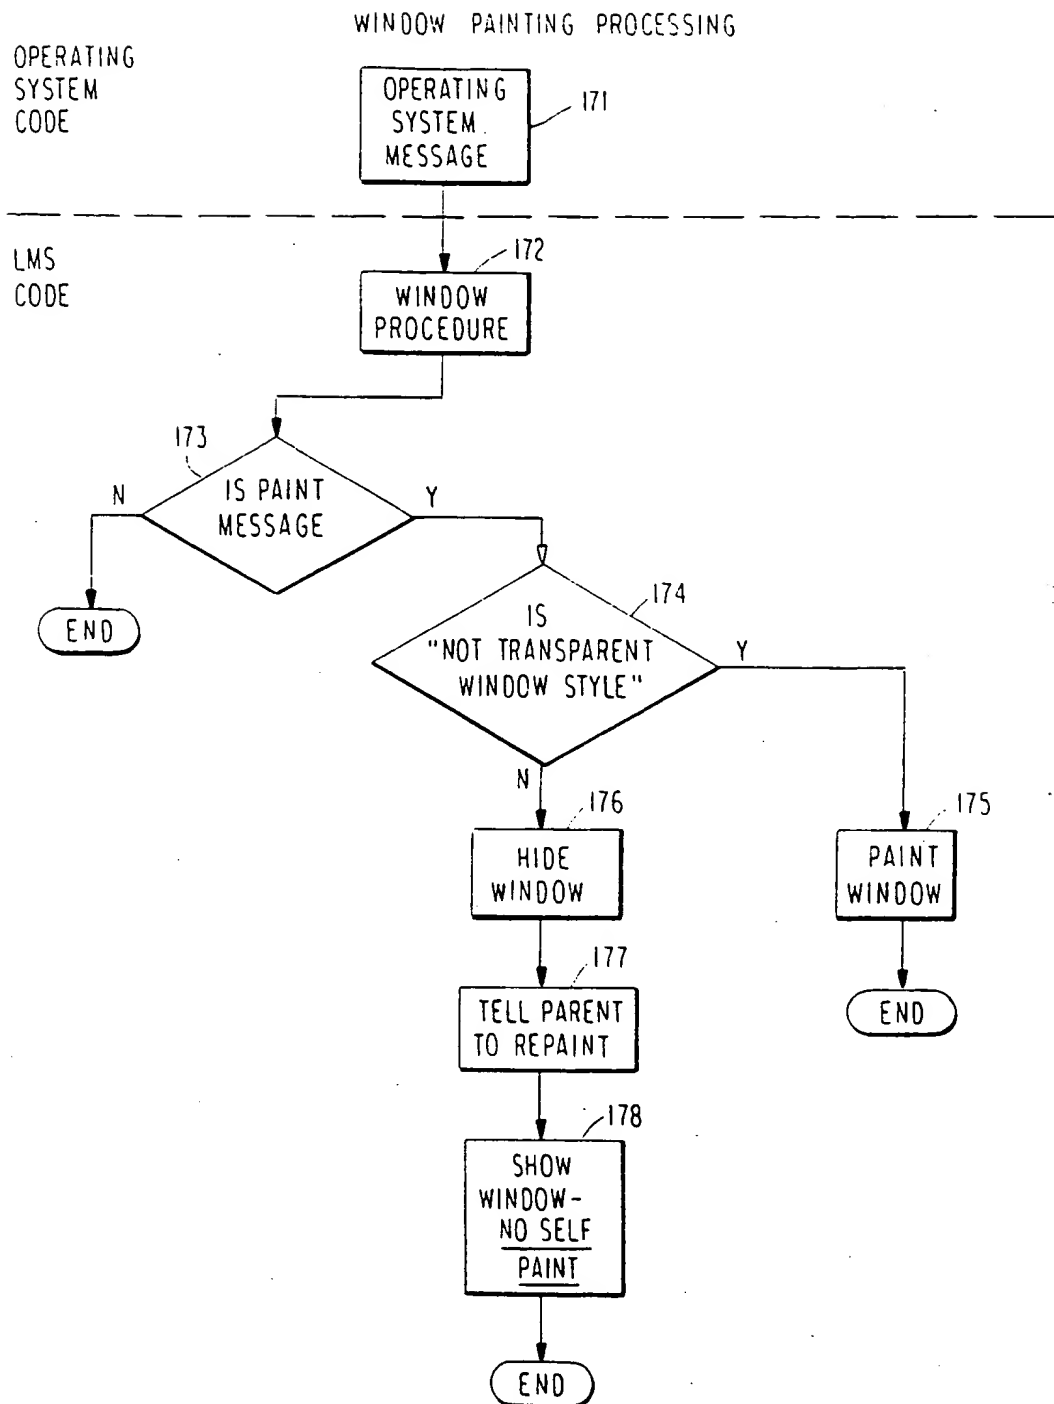 WINDOW PAINTING PROCESSING
OPERATING
SYSTEM
CODE
OPERATING
SYSTEM
MESSAGE
171
LMS
CODE
172
WINDOW
PROCEDURE
173
N
IS PAINT
MESSAGE
Y
END
174
IS
"NOT TRANSPARENT
WINDOW STYLE"
Y
N
176
HIDE
WINDOW
175
PAINT
WINDOW
177
TELL PARENT
TO REPAINT
END
178
SHOW
WINDOW-
NO SELF
PAINT
END